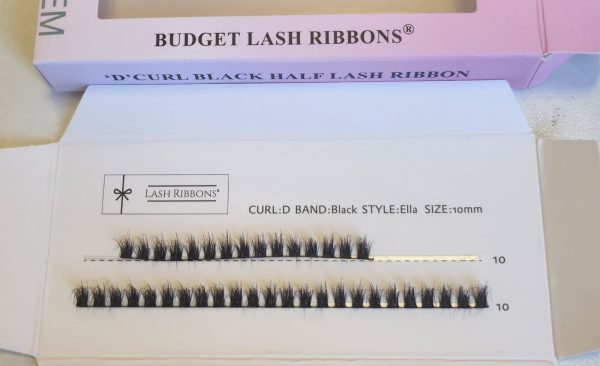 EM
BUDGET LASH RIBBONS®
'D' CURL BLACK HALF LASH RIBBON
LASH RIBBONS®
CURL:D BAND:Black STYLE:Ella SIZE:10mm
10
10